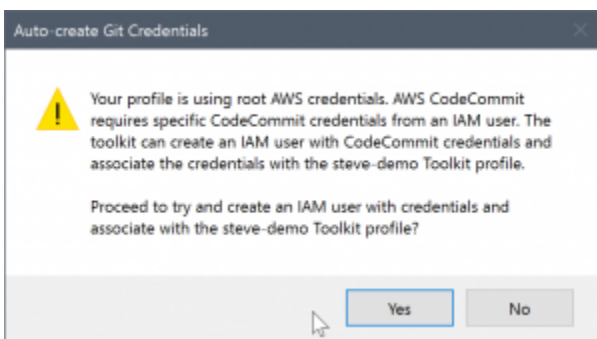 Auto-create Git Credentials
Your profile is using root AWS credentials. AWS CodeCommit
requires specific CodeCommit credentials from an IAM user. The
toolkit can create an IAM user with CodeCommit credentials and
associate the credentials with the steve-demo Toolkit profile.
Proceed to try and create an IAM user with credentials and
associate with the steve-demo Toolkit profile?
Yes
No